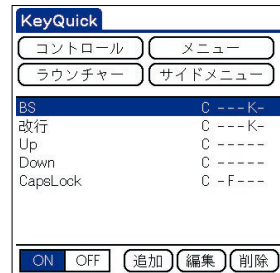 KeyQuick
コントロール メニュー
ラウンチャー サイドメニュー
BS C ---K-
改行 C ---K-
Up C -----
Down C -----
CapsLock C -F---
ON OFF 追加 編集 削除